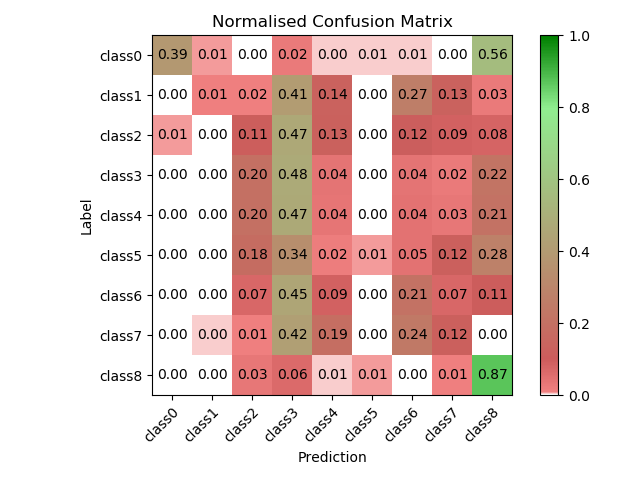 Normalised Confusion Matrix
class0 0.39 0.01 0.00 0.02 0.00 0.01 0.01 0.00 0.56
class1 0.00 0.01 0.02 0.41 0.14 0.00 0.27 0.13 0.03
class2 0.01 0.00 0.11 0.47 0.13 0.00 0.12 0.09 0.08
class3 0.00 0.00 0.20 0.48 0.04 0.00 0.04 0.02 0.22
class4 0.00 0.00 0.20 0.47 0.04 0.00 0.04 0.03 0.21
class5 0.00 0.00 0.18 0.34 0.02 0.01 0.05 0.12 0.28
class6 0.00 0.00 0.07 0.45 0.09 0.00 0.21 0.07 0.11
class7 0.00 0.00 0.01 0.42 0.19 0.00 0.24 0.12 0.00
class8 0.00 0.00 0.03 0.06 0.01 0.01 0.00 0.01 0.87
class0 class1 class2 class3 class4 class5 class6 class7 class8
Prediction
Label
1.0
0.8
0.6
0.4
0.2
0.0